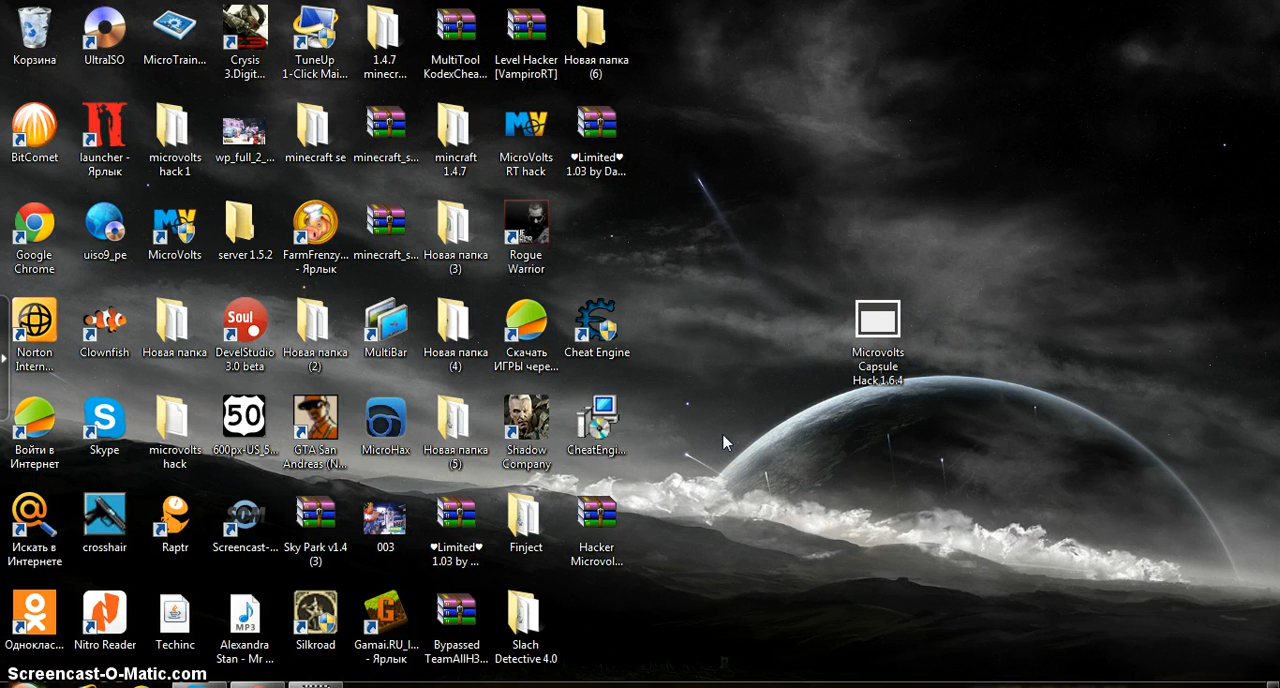 Корзина
UltraISO
MicroTrain...
Crysis
3.Digit...
TuneUp
1-Click Mai...
1.4.7
minecr...
MultiTool
KodexChea...
Level Hacker
[VampiroRT]
Новая папка
(6)
BitComet
launcher -
Ярлык
microvolts
hack 1
wp_full_2_...
minecraft se
minecraft_s...
mincraft
1.4.7
MicroVolts
RT hack
♥Limited♥
1.03 by Da...
Google
Chrome
uiso9_pe
MicroVolts
server 1.5.2
FarmFrenzy...
- Ярлык
minecraft_s...
Новая папка
(3)
Rogue
Warrior
Norton
Intern...
Clownfish
Новая папка
Soul
DevelStudio
3.0 beta
Новая папка
(2)
MultiBar
Новая папка
(4)
Скачать
ИГРЫ чере...
Cheat Engine
Microvolts
Capsule
Hack 1.6.4
Войти в
Интернет
Skype
microvolts
hack
50
600px-US_5...
GTA San
Andreas (N...
MicroHax
Новая папка
(5)
Shadow
Company
CheatEngi...
Искать в
Интернете
crosshair
Raptr
Screencast-...
Sky Park v1.4
(3)
003
♥Limited♥
1.03 by ...
Finject
Hacker
Microvol...
Одноклас...
Nitro Reader
Techinc
MP3
Alexandra
Stan - Mr ...
Silkroad
Gamai.RU_I...
- Ярлык
Bypassed
TeamAllH3...
Slach
Detective 4.0
Screencast-O-Matic.com